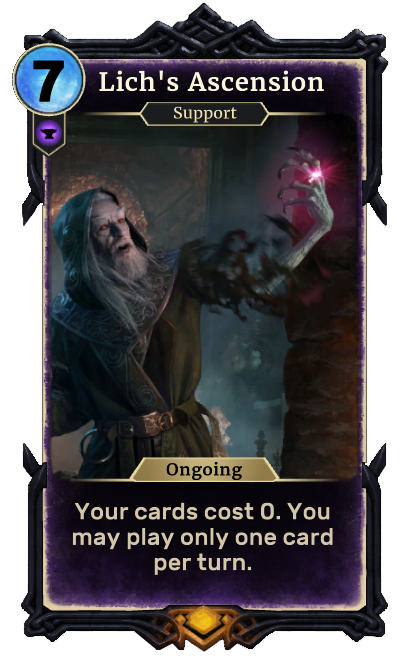 7
Lich's Ascension
Support
Ongoing
Your cards cost 0. You
may play only one card
per turn.